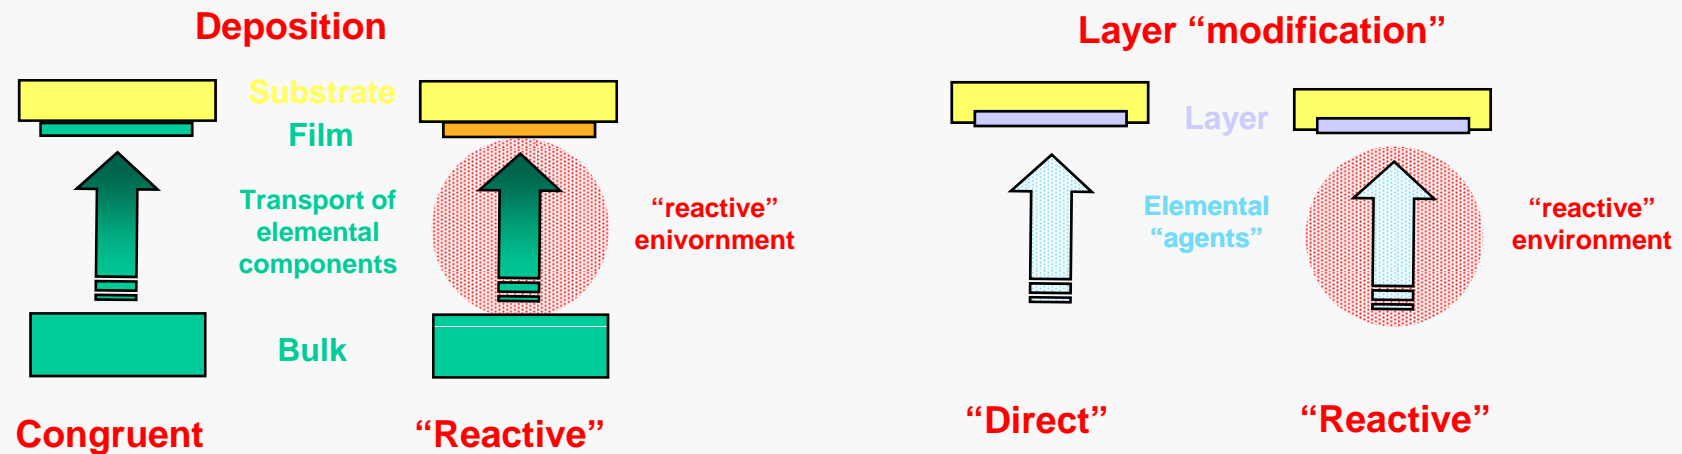 Deposition
Layer “modification”
Substrate
Film
Layer
Transport of
elemental
components
“reactive”
enivornment
Elemental
“agents”
“reactive”
environment
Bulk
Congruent
“Reactive”
“Direct”
“Reactive”